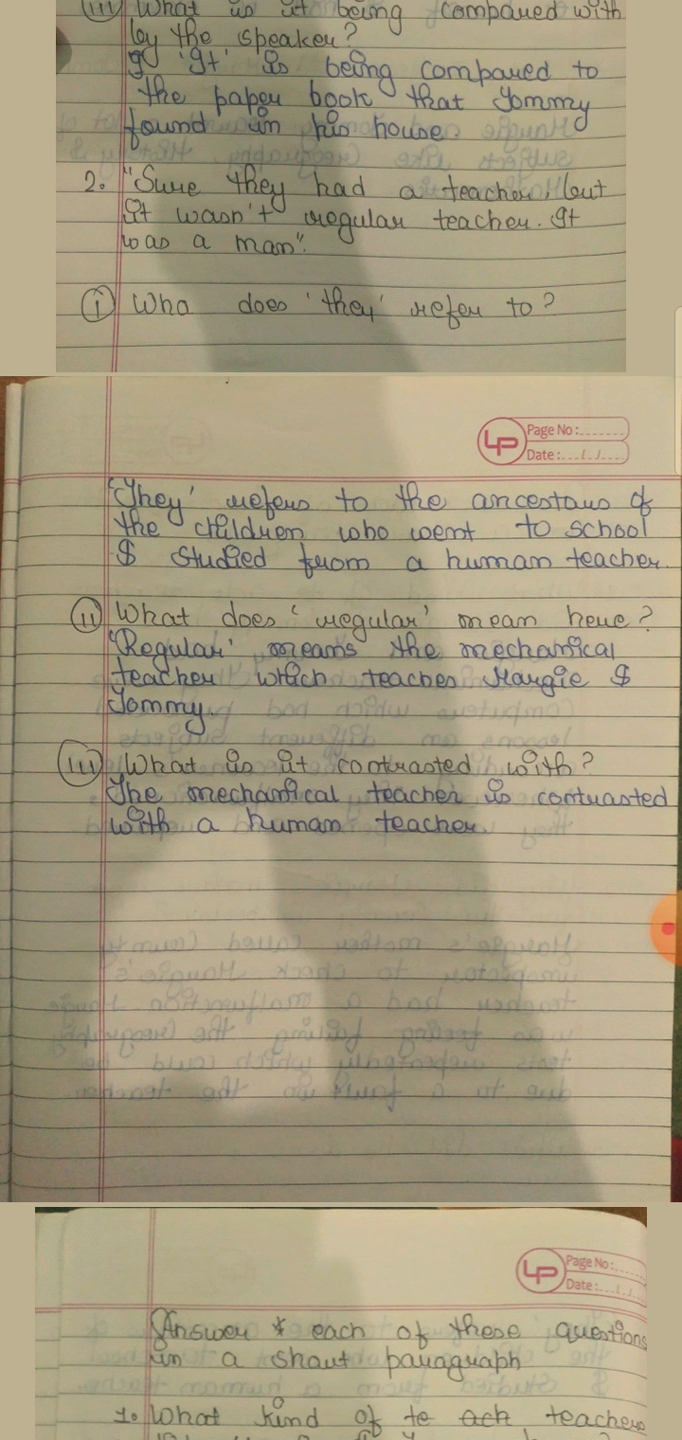 (iii) What is it being compared with
by the speaker?
'It' is being compared to
the paper book that Tommy
found in his house.
2. "Sure they had a teacher, but
it wasn't regular teacher. It
was a man".
(i) Who does 'they' refer to?
LP Page No:
Date:
'They' refers to the ancestors of
the children who went to school
& studied from a human teacher.
(ii) What does 'regular' mean here?
'Regular' means the mechanical
teacher which teaches Margie &
Tommy.
(iii) What is it contrasted with?
The mechanical teacher is contrasted
with a human teacher.
LP Page No:
Date:
Answer each of these questions
in a short paragraph
1. What kind of teachers